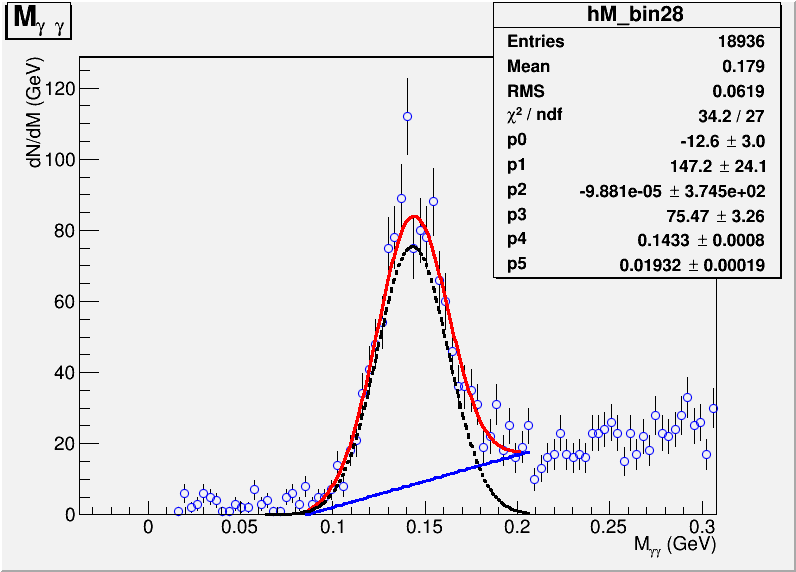 M γ γ
hM_bin28
Entries 18936
Mean 0.179
RMS 0.0619
χ² / ndf 34.2 / 27
p0 -12.6 ± 3.0
p1 147.2 ± 24.1
p2 -9.881e-05 ± 3.745e+02
p3 75.47 ± 3.26
p4 0.1433 ± 0.0008
p5 0.01932 ± 0.00019
dN/dM (GeV)
120
100
80
60
40
20
0
0 0.05 0.1 0.15 0.2 0.25 0.3
Mγγ (GeV)